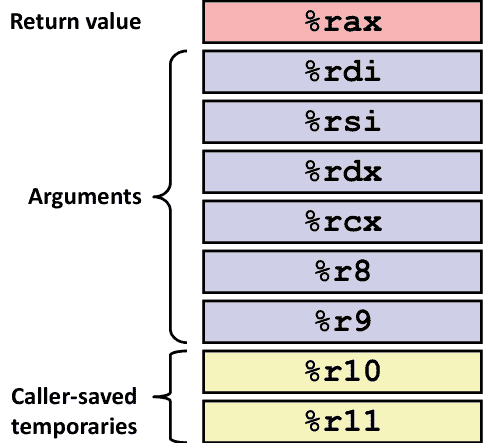 Return value
%rax
%rdi
%rsi
%rdx
Arguments
%rcx
%r8
%r9
%r10
Caller-saved
temporaries
%r11